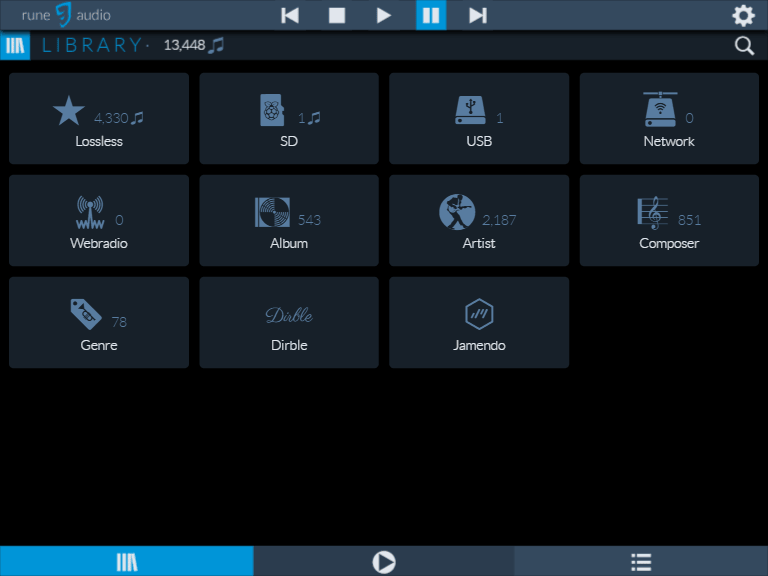 rune audio
LIBRARY· 13,448
4,330
Lossless
1
SD
1
USB
0
Network
0
Webradio
543
Album
2,187
Artist
851
Composer
78
Genre
Dirble
Dirble
Jamendo